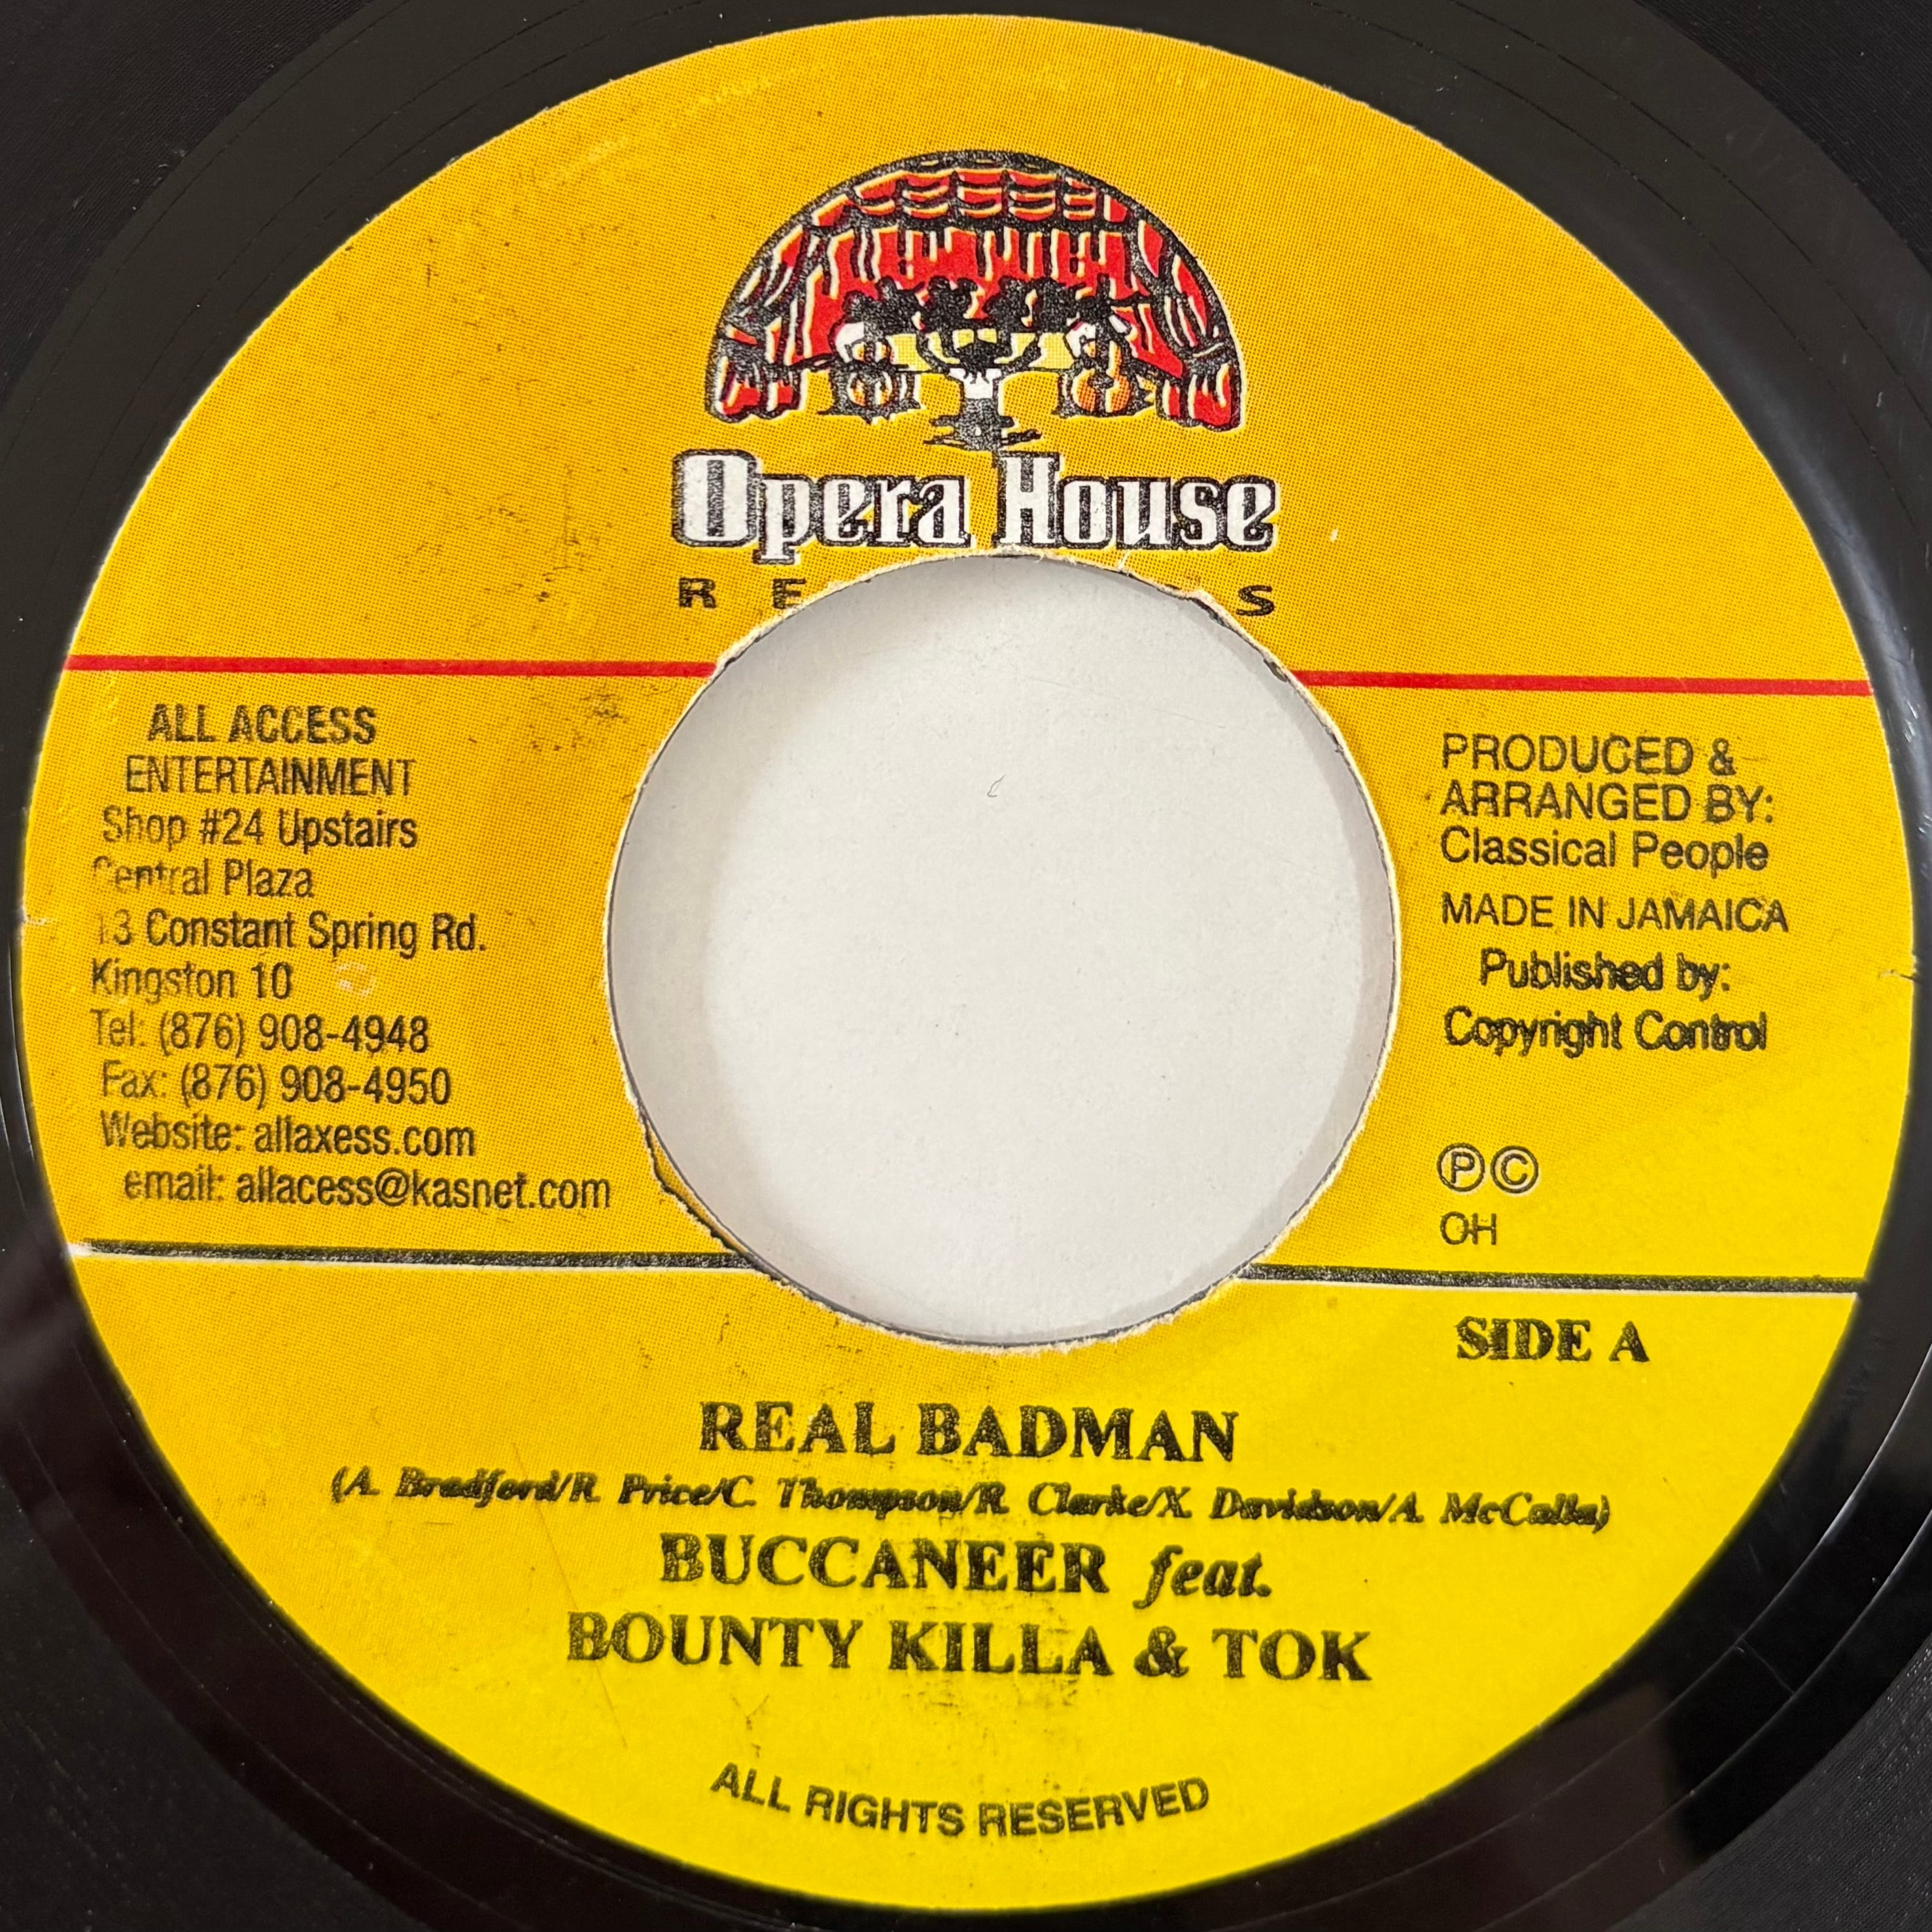 Opera House
RE S
ALL ACCESS
ENTERTAINMENT
Shop #24 Upstairs
Central Plaza
13 Constant Spring Rd.
Kingston 10
Tel: (876) 908-4948
Fax: (876) 908-4950
Website: allaxess.com
email: allacess@kasnet.com
PRODUCED &
ARRANGED BY:
Classical People
MADE IN JAMAICA
Published by:
Copyright Control
Ⓟ©
OH
SIDE A
REAL BADMAN
(A. Bradford/R. Price/C. Thompson/R. Clarke/X. Davidson/A. McCalla)
BUCCANEER feat.
BOUNTY KILLA & TOK
ALL RIGHTS RESERVED